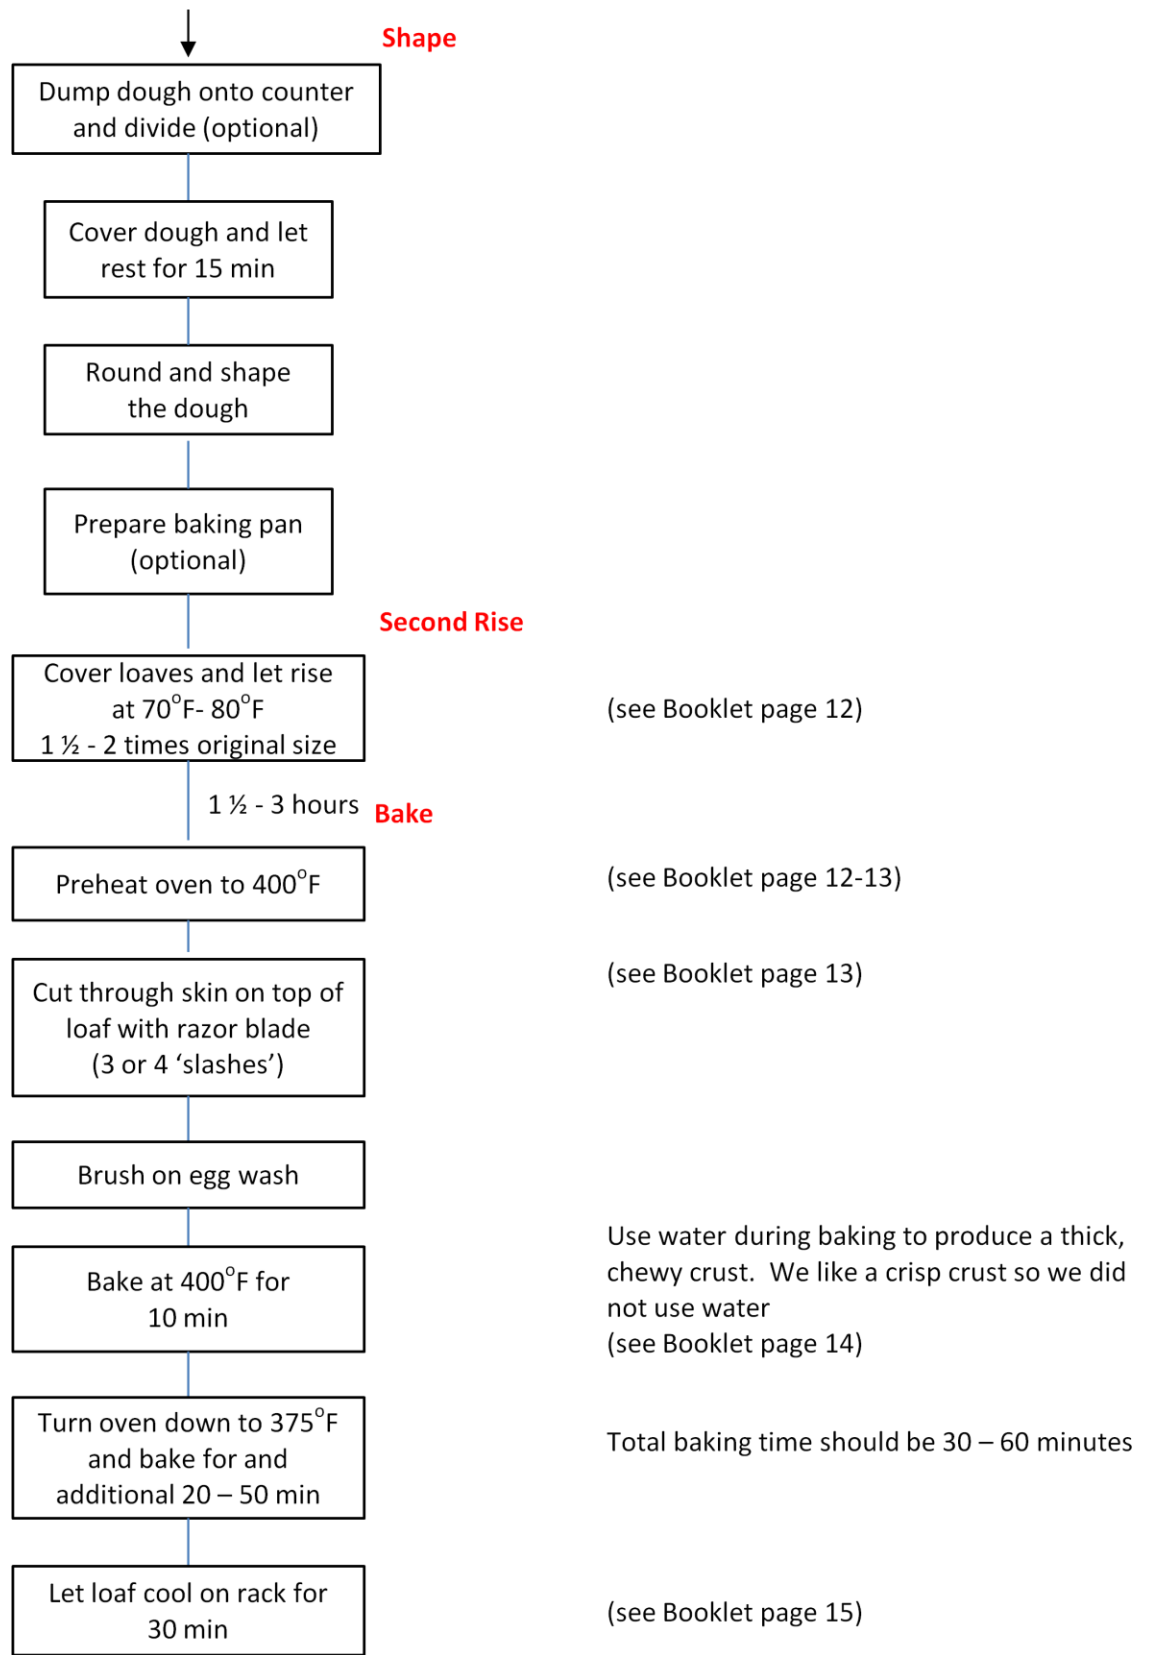 Shape
Dump dough onto counter
and divide (optional)
Cover dough and let
rest for 15 min
Round and shape
the dough
Prepare baking pan
(optional)
Second Rise
Cover loaves and let rise
at 70°F- 80°F
1 ½ - 2 times original size
(see Booklet page 12)
1 ½ - 3 hours
Bake
Preheat oven to 400°F
(see Booklet page 12-13)
Cut through skin on top of
loaf with razor blade
(3 or 4 ‘slashes’)
(see Booklet page 13)
Brush on egg wash
Bake at 400°F for
10 min
Use water during baking to produce a thick,
chewy crust.  We like a crisp crust so we did
not use water
(see Booklet page 14)
Turn oven down to 375°F
and bake for and
additional 20 – 50 min
Total baking time should be 30 – 60 minutes
Let loaf cool on rack for
30 min
(see Booklet page 15)